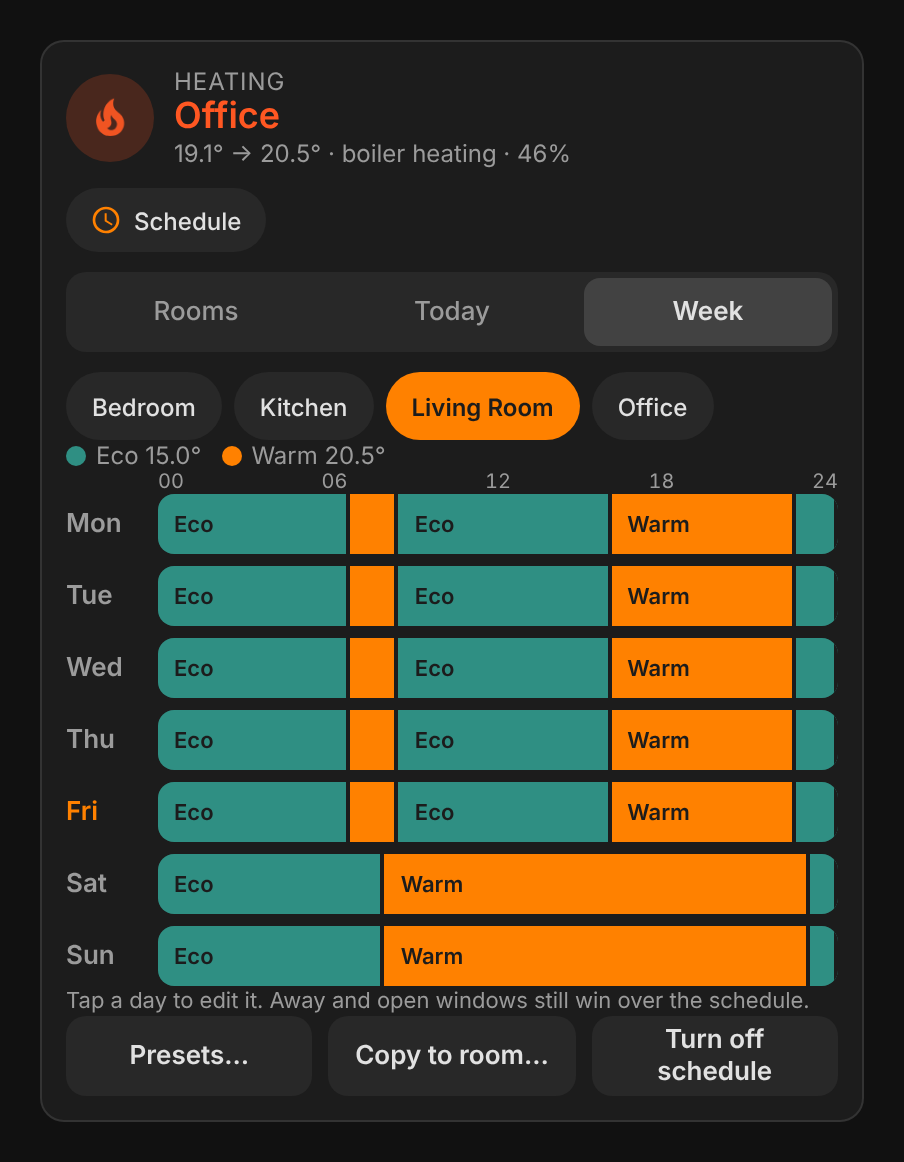 HEATING
Office
19.1° → 20.5° · boiler heating · 46%
Schedule
Rooms Today Week
Bedroom Kitchen Living Room Office
Eco 15.0° Warm 20.5°
00 06 12 18 24
Mon Eco Eco Warm
Tue Eco Eco Warm
Wed Eco Eco Warm
Thu Eco Eco Warm
Fri Eco Eco Warm
Sat Eco Warm
Sun Eco Warm
Tap a day to edit it. Away and open windows still win over the schedule.
Presets... Copy to room... Turn off
schedule